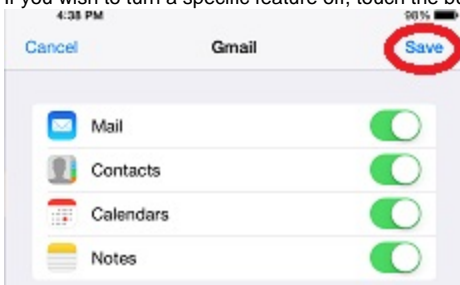 If you wish to turn a specific feature off, touch the bu
4:38 PM 98%
Cancel Gmail Save
Mail
Contacts
Calendars
Notes